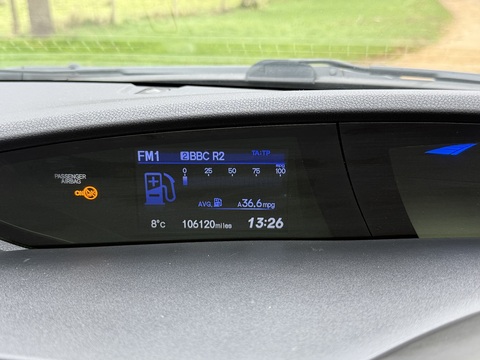 FM1 2 BBC R2 TA/TP
0 25 50 75 100
PASSENGER
AIRBAG
AVG. A36.6mpg
8°c 106120miles 13:26